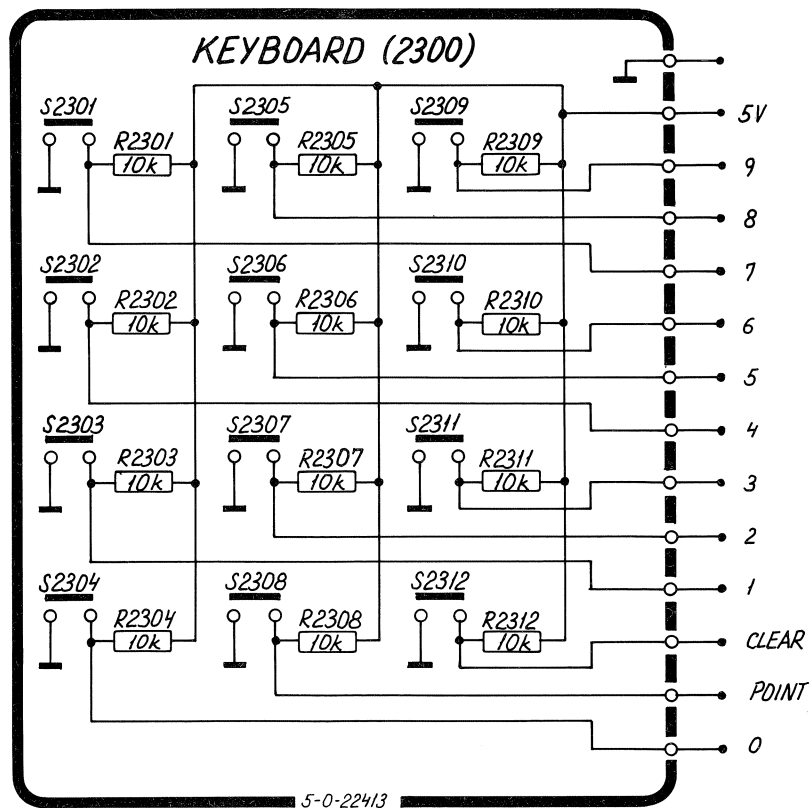 KEYBOARD (2300)
S2301 S2305 S2309
5V
R2301 R2305 R2309
10k 10k 10k
9
8
7
S2302 S2306 S2310
R2302 R2306 R2310
10k 10k 10k
6
5
4
S2303 S2307 S2311
R2303 R2307 R2311
10k 10k 10k
3
2
1
S2304 S2308 S2312
R2304 R2308 R2312
10k 10k 10k
CLEAR
POINT
0
5-0-22413